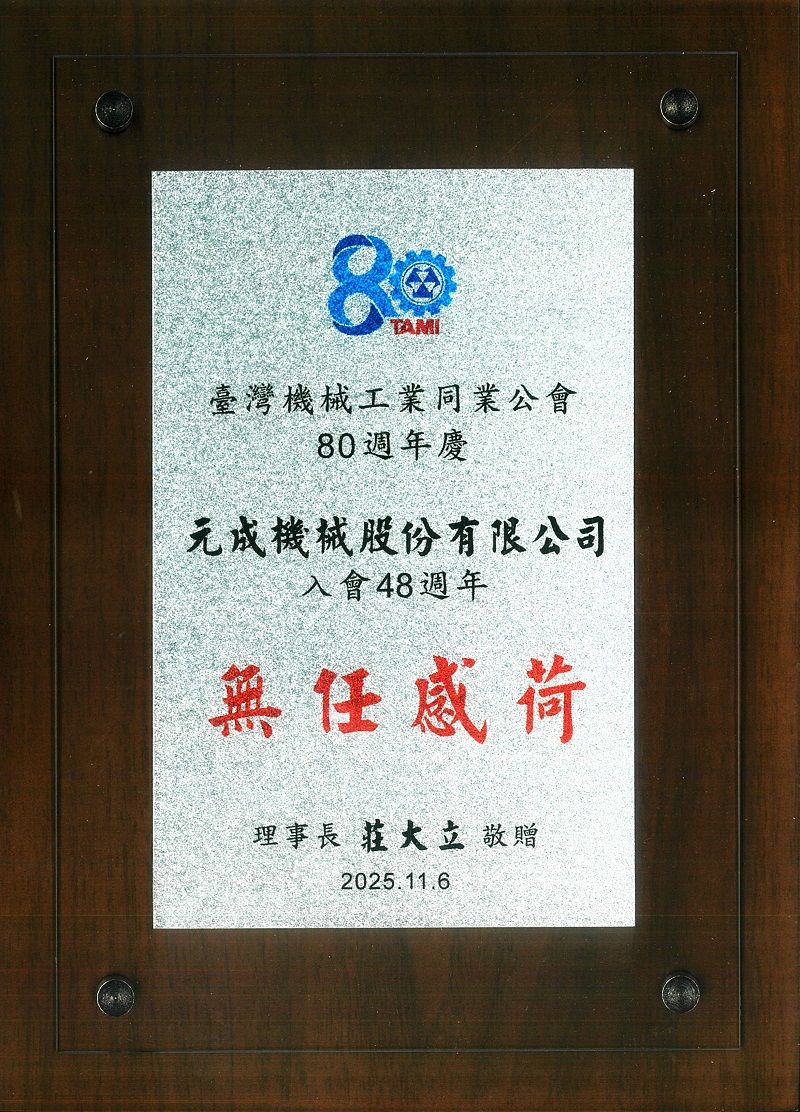 80
TAMI
臺灣機械工業同業公會
80週年慶
元成機械股份有限公司
入會48週年
無任感荷
理事長 莊大立 敬贈
2025.11.6